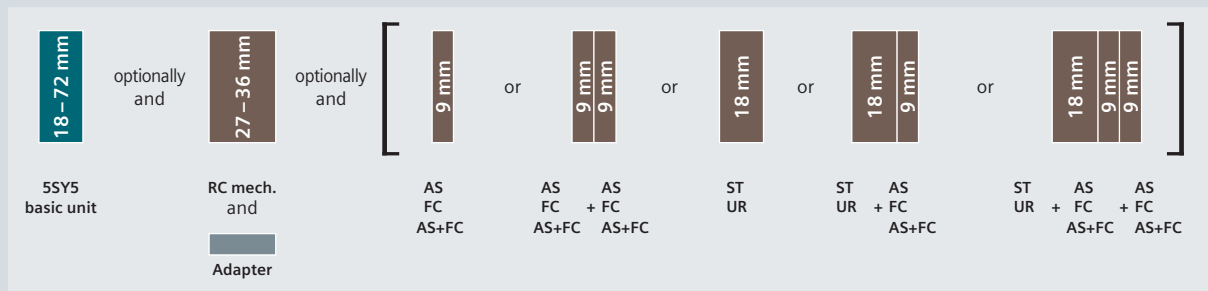 18–72 mm
optionally
and
27–36 mm
optionally
and
9 mm
or
9 mm
9 mm
or
18 mm
or
18 mm
9 mm
or
18 mm
9 mm
9 mm
5SY5
basic unit
RC mech.
and
Adapter
AS
FC
AS+FC
AS AS
FC + FC
AS+FC AS+FC
ST
UR
ST AS
UR + FC
AS+FC
ST AS AS
UR + FC + FC
AS+FC AS+FC